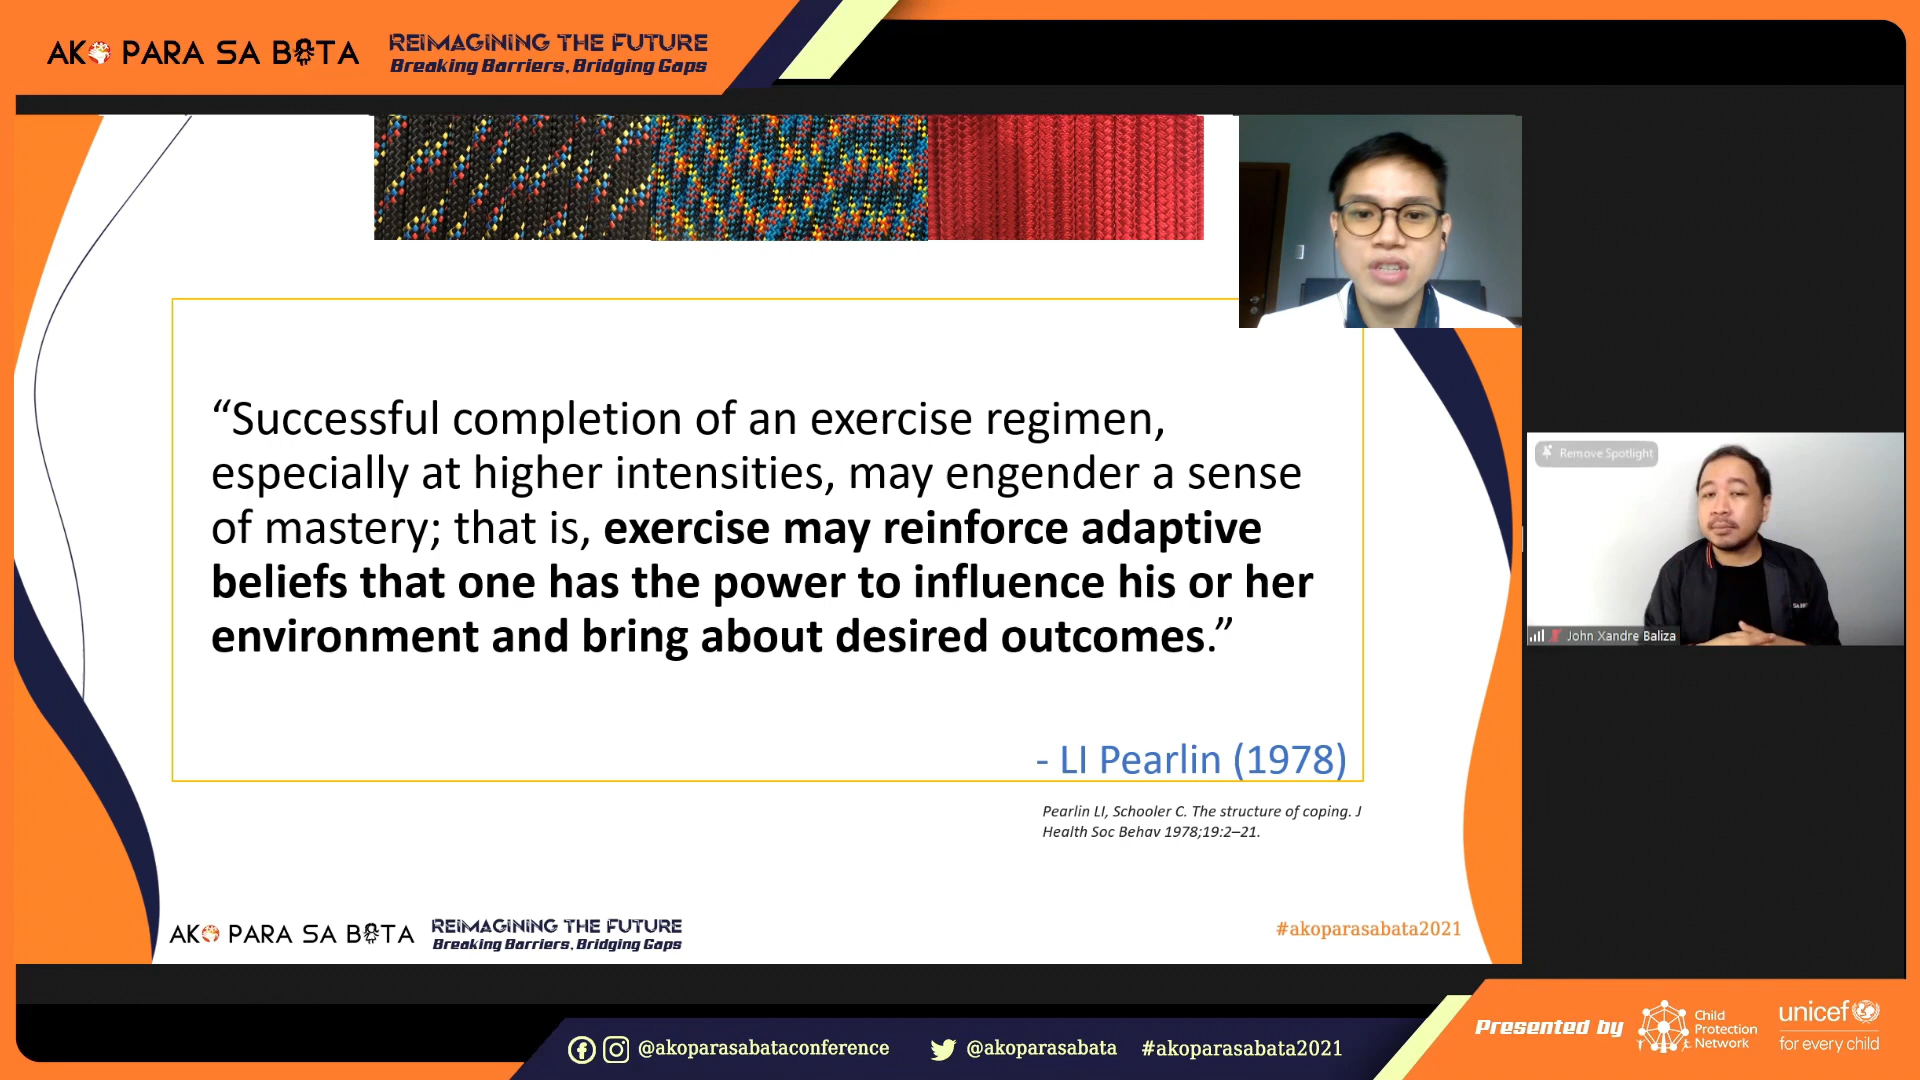 AKO PARA SA BATA
REIMAGINING THE FUTURE
Breaking Barriers, Bridging Gaps
“Successful completion of an exercise regimen,
especially at higher intensities, may engender a sense
of mastery; that is, exercise may reinforce adaptive
beliefs that one has the power to influence his or her
environment and bring about desired outcomes.”
- LI Pearlin (1978)
Pearlin LI, Schooler C. The structure of coping. J
Health Soc Behav 1978;19:2–21.
AKO PARA SA BATA
REIMAGINING THE FUTURE
Breaking Barriers, Bridging Gaps
#akoparasabata2021
Remove Spotlight
John Xandre Baliza
@akoparasabataconference
@akoparasabata
#akoparasabata2021
Presented by
Child
Protection
Network
unicef
for every child